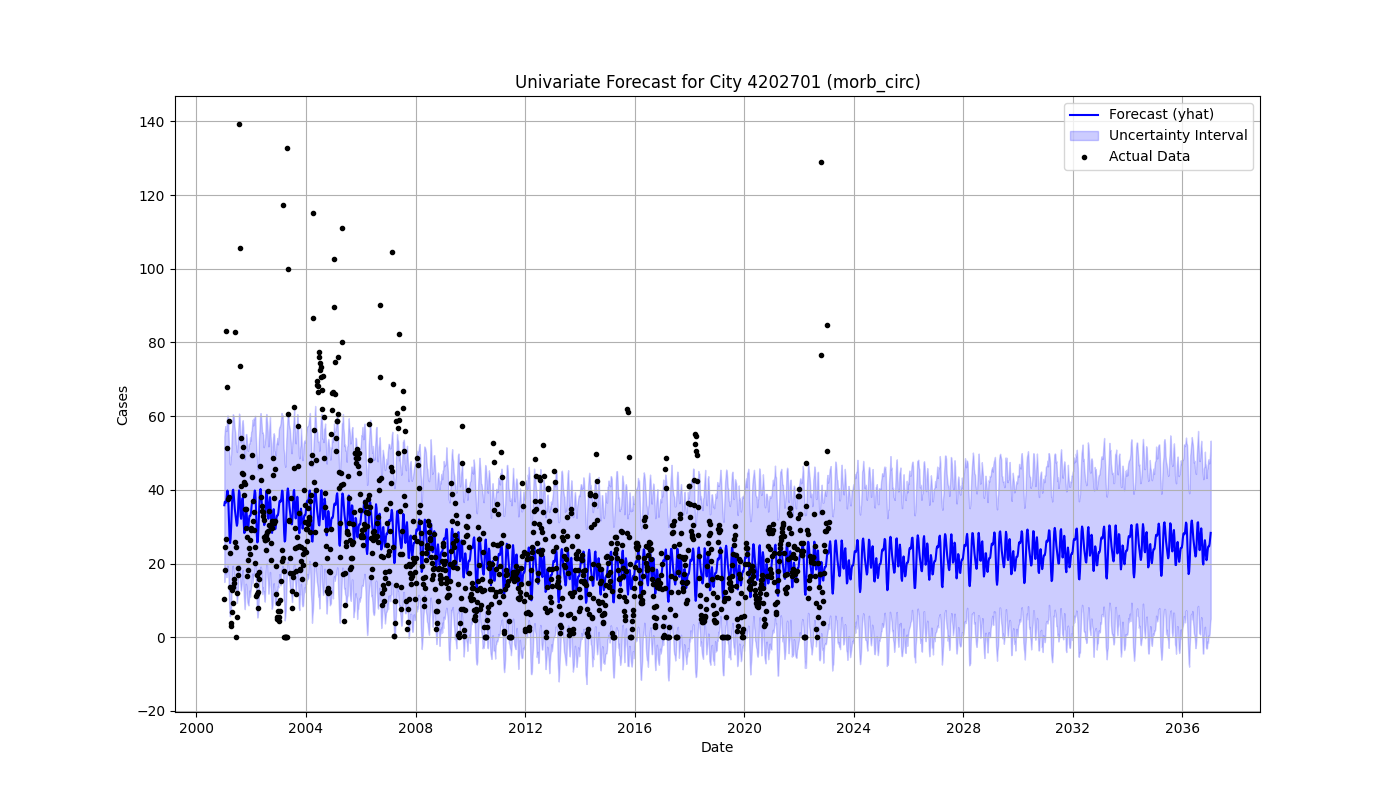 Univariate Forecast for City 4202701 (morb_circ)
Forecast (yhat)
Uncertainty Interval
Actual Data
140
120
100
80
60
40
20
0
−20
Cases
2000 2004 2008 2012 2016 2020 2024 2028 2032 2036
Date